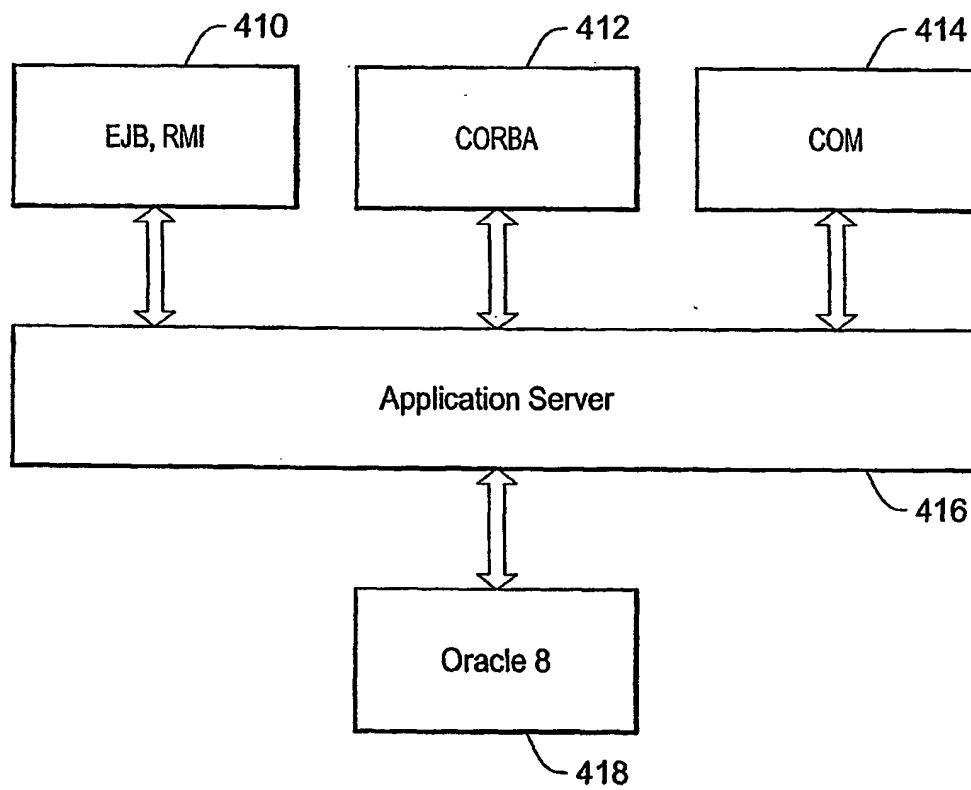 410
412
414
EJB, RMI
CORBA
COM
Application Server
416
Oracle 8
418